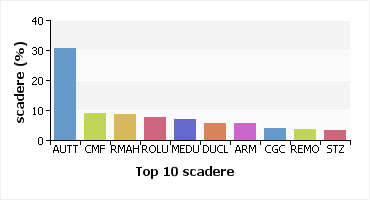 40
30
20
10
0
scadere (%)
AUTT CMF RMAH ROLU MEDU DUCL ARM CGC REMO STZ
Top 10 scadere